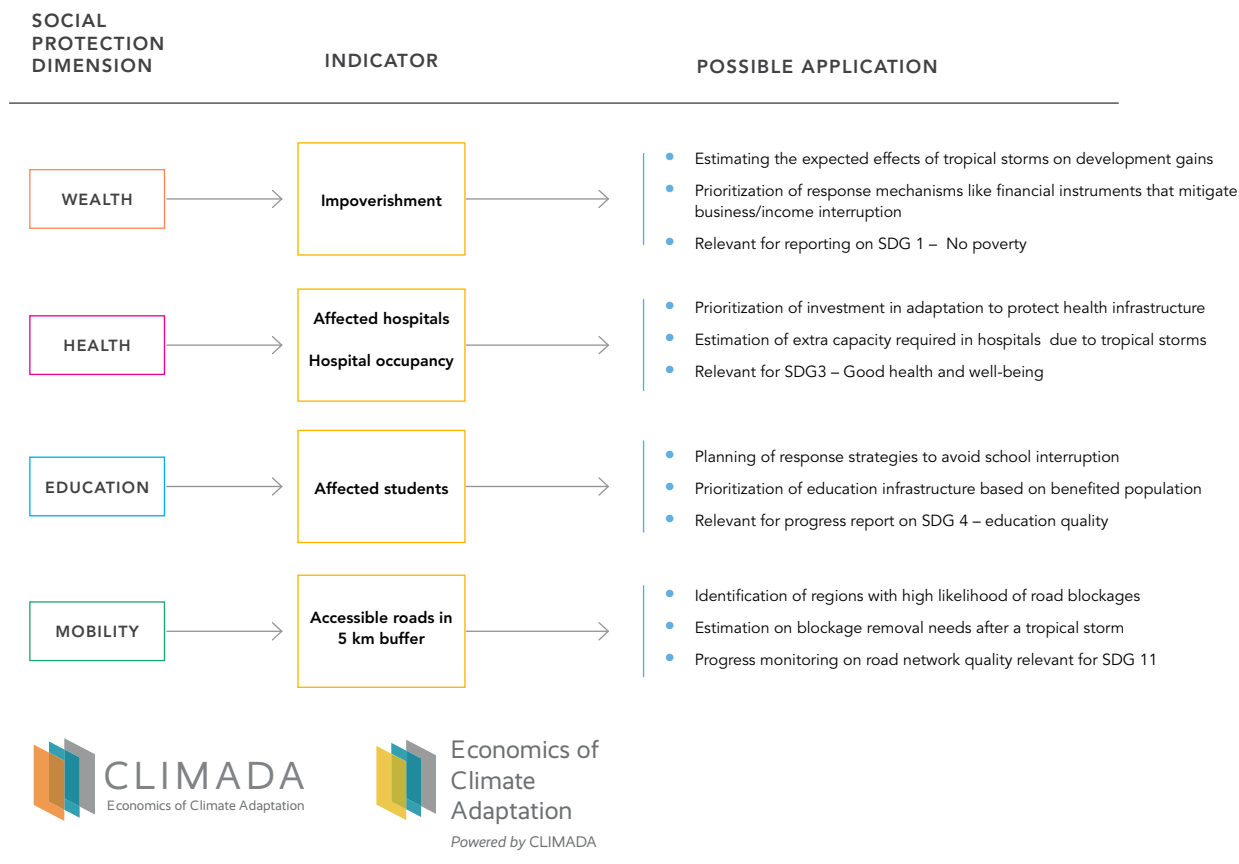 SOCIAL
PROTECTION
DIMENSION
INDICATOR
POSSIBLE APPLICATION
WEALTH
Impoverishment
Estimating the expected effects of tropical storms on development gains
Prioritization of response mechanisms like financial instruments that mitigate
business/income interruption
Relevant for reporting on SDG 1 – No poverty
HEALTH
Affected hospitals
Hospital occupancy
Prioritization of investment in adaptation to protect health infrastructure
Estimation of extra capacity required in hospitals due to tropical storms
Relevant for SDG3 – Good health and well-being
EDUCATION
Affected students
Planning of response strategies to avoid school interruption
Prioritization of education infrastructure based on benefited population
Relevant for progress report on SDG 4 – education quality
MOBILITY
Accessible roads in
5 km buffer
Identification of regions with high likelihood of road blockages
Estimation on blockage removal needs after a tropical storm
Progress monitoring on road network quality relevant for SDG 11
CLIMADA
Economics of Climate Adaptation
Economics of
Climate
Adaptation
Powered by CLIMADA